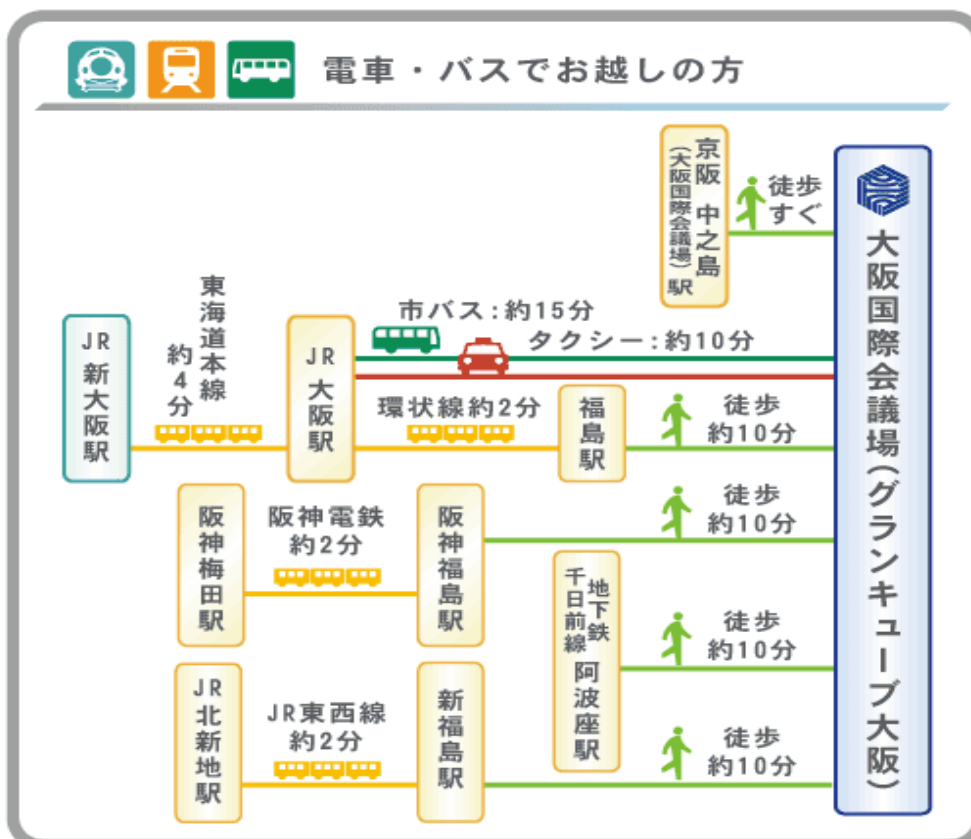 電車・バスでお越しの方
京阪 中之島
(大阪国際会議場)駅
徒歩
すぐ
大阪国際会議場(グランキューブ大阪)
JR新大阪駅
東海道本線
約4分
JR大阪駅
市バス:約15分
タクシー:約10分
環状線約2分
福島駅
徒歩
約10分
阪神梅田駅
阪神電鉄
約2分
阪神福島駅
徒歩
約10分
地下鉄
千日前線
阿波座駅
徒歩
約10分
JR北新地駅
JR東西線
約2分
新福島駅
徒歩
約10分